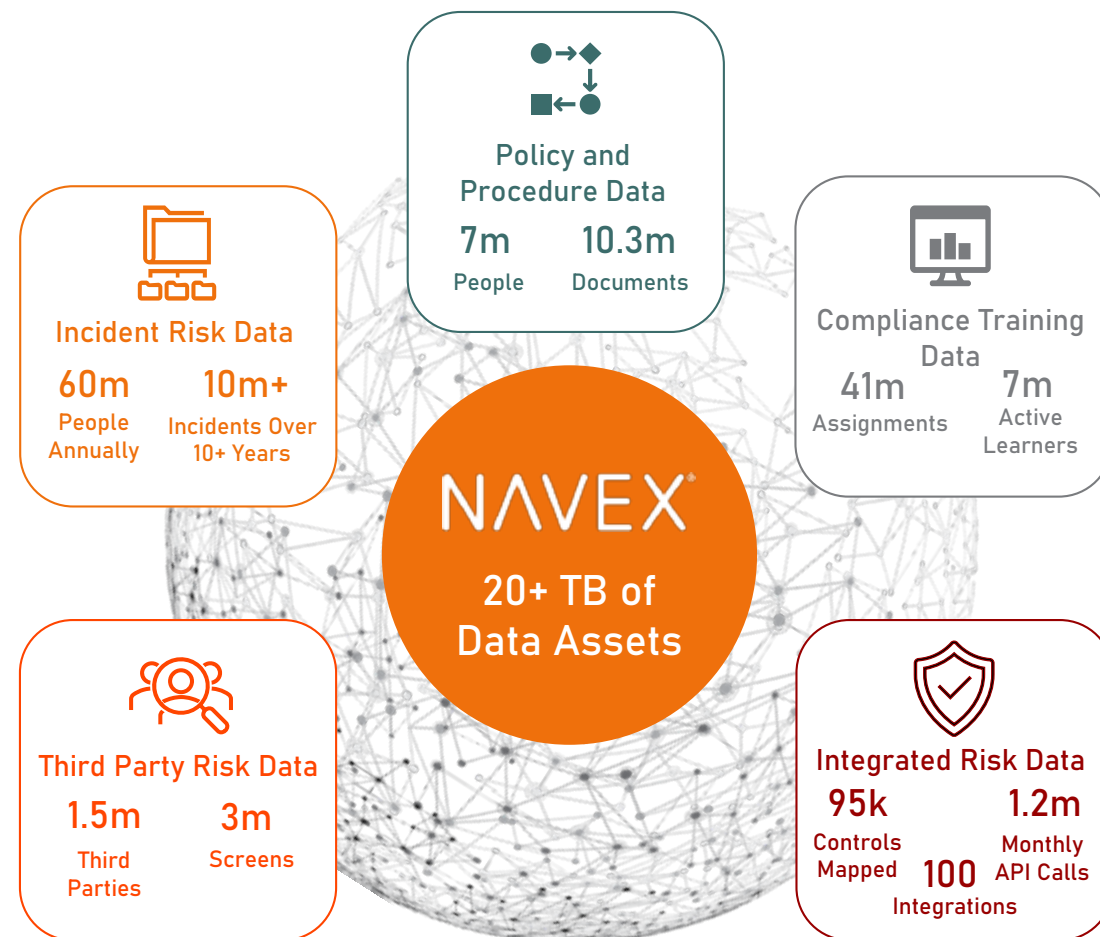 Policy and
Procedure Data
7m
10.3m
People
Documents
Incident Risk Data
60m
10m+
People
Annually
Incidents Over
10+ Years
Compliance Training
Data
41m
7m
Assignments
Active
Learners
NAVEX®
20+ TB of
Data Assets
Third Party Risk Data
1.5m
3m
Third
Parties
Screens
Integrated Risk Data
95k
1.2m
Controls
Mapped
Monthly
API Calls
100
Integrations